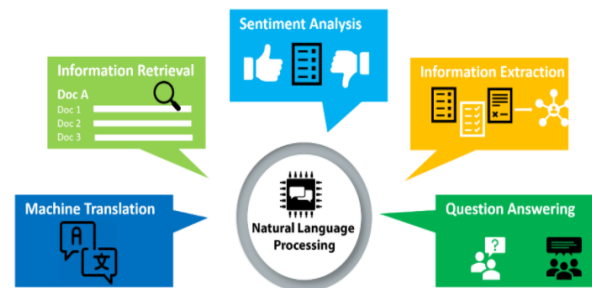 Sentiment Analysis
Information Retrieval
Doc A
Doc 1
Doc 2
Doc 3
Information Extraction
Machine Translation
A
文
Natural Language
Processing
Question Answering
?